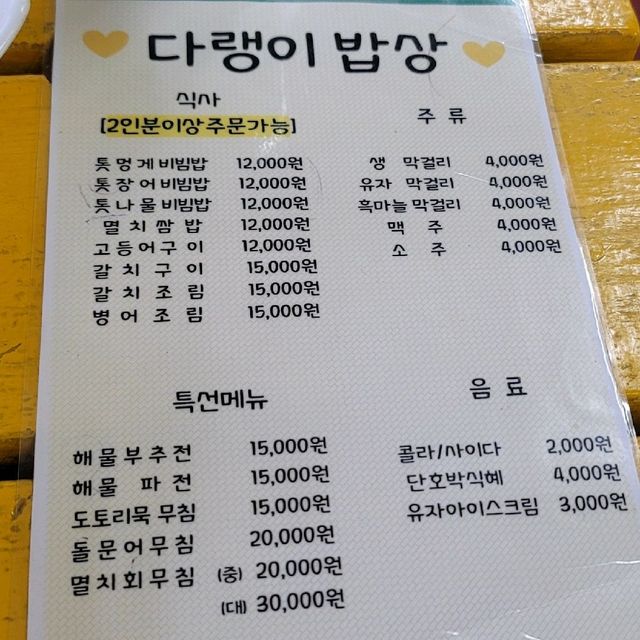 다랭이 밥상
식사
[2인분이상주문가능]
톳멍게비빔밥 12,000원
톳장어비빔밥 12,000원
톳나물비빔밥 12,000원
멸치쌈밥 12,000원
고등어구이 12,000원
갈치구이 15,000원
갈치조림 15,000원
병어조림 15,000원
주류
생 막걸리 4,000원
유자 막걸리 4,000원
흑마늘막걸리 4,000원
맥주 4,000원
소주 4,000원
특선메뉴
해물부추전 15,000원
해물 파전 15,000원
도토리묵무침 15,000원
돌문어무침 20,000원
멸치회무침 (중) 20,000원
(대) 30,000원
음료
콜라/사이다 2,000원
단호박식혜 4,000원
유자아이스크림 3,000원